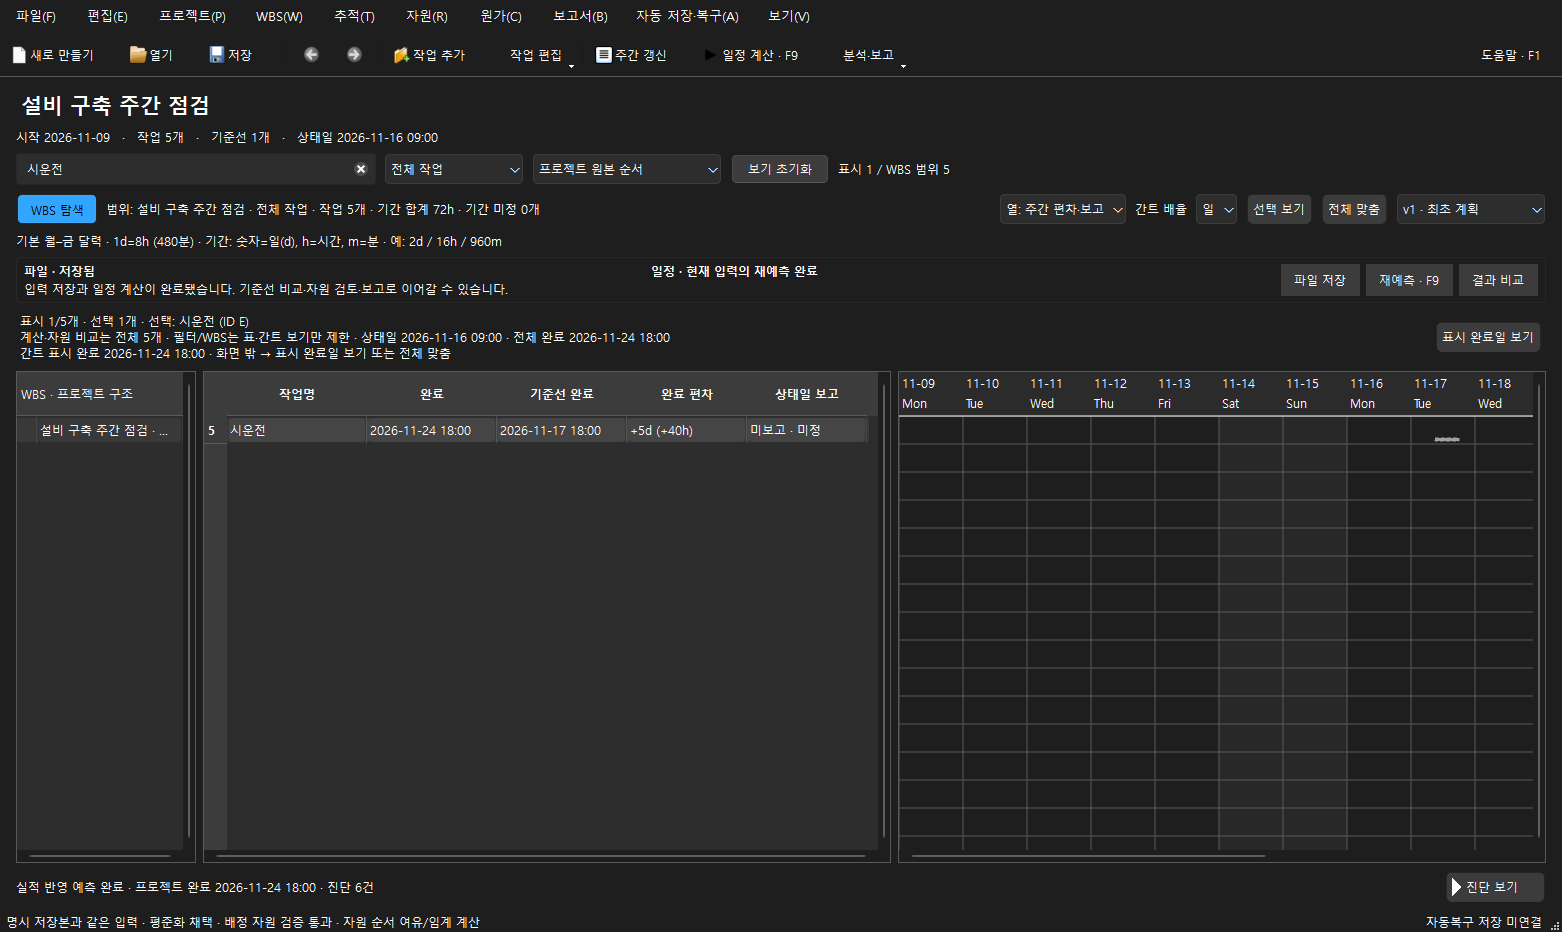 파일(F) 편집(E) 프로젝트(P) WBS(W) 추적(T) 자원(R) 원가(C) 보고서(B) 자동 저장·복구(A) 보기(V)
새로 만들기 열기 저장 작업 추가 작업 편집 주간 갱신 일정 계산 · F9 분석·보고 도움말 · F1
설비 구축 주간 점검
시작 2026-11-09 · 작업 5개 · 기준선 1개 · 상태일 2026-11-16 09:00
시운전 전체 작업 프로젝트 원본 순서 보기 초기화 표시 1 / WBS 범위 5
WBS 탐색 범위: 설비 구축 주간 점검 · 전체 작업 · 작업 5개 · 기간 합계 72h · 기간 미정 0개 열: 주간 편차·보고 간트 배율 일 선택 보기 전체 맞춤 v1 · 최초 계획
기본 월–금 달력 · 1d=8h (480분) · 기간: 숫자=일(d), h=시간, m=분 · 예: 2d / 16h / 960m
파일 · 저장됨 일정 · 현재 입력의 재예측 완료
입력 저장과 일정 계산이 완료됐습니다. 기준선 비교·자원 검토·보고로 이어갈 수 있습니다.
파일 저장 재예측 · F9 결과 비교
표시 1/5개 · 선택 1개 · 선택: 시운전 (ID E)
계산·자원 비교는 전체 5개 · 필터/WBS는 표·간트 보기만 제한 · 상태일 2026-11-16 09:00 · 전체 완료 2026-11-24 18:00
간트 표시 완료 2026-11-24 18:00 · 화면 밖 → 표시 완료일 보기 또는 전체 맞춤
표시 완료일 보기
WBS · 프로젝트 구조 작업명 완료 기준선 완료 완료 편차 상태일 보고
11-09 11-10 11-11 11-12 11-13 11-14 11-15 11-16 11-17 11-18
Mon Tue Wed Thu Fri Sat Sun Mon Tue Wed
설비 구축 주간 점검 · ... 5 시운전 2026-11-24 18:00 2026-11-17 18:00 +5d (+40h) 미보고 · 미정
실적 반영 예측 완료 · 프로젝트 완료 2026-11-24 18:00 · 진단 6건 진단 보기
명시 저장본과 같은 입력 · 평준화 채택 · 배정 자원 검증 통과 · 자원 순서 여유/임계 계산 자동복구 저장 미연결